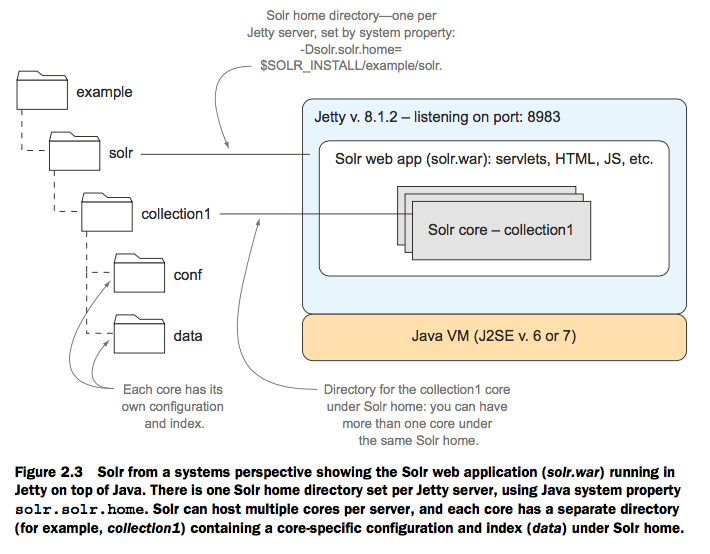 Solr home directory—one per
Jetty server, set by system property:
-Dsolr.solr.home=
$SOLR_INSTALL/example/solr.
example
solr
collection1
conf
data
Jetty v. 8.1.2 – listening on port: 8983
Solr web app (solr.war): servlets, HTML, JS, etc.
Solr core – collection1
Java VM (J2SE v. 6 or 7)
Each core has its
own configuration
and index.
Directory for the collection1 core
under Solr home: you can have
more than one core under
the same Solr home.
Figure 2.3 Solr from a systems perspective showing the Solr web application (solr.war) running in
Jetty on top of Java. There is one Solr home directory set per Jetty server, using Java system property
solr.solr.home. Solr can host multiple cores per server, and each core has a separate directory
(for example, collection1) containing a core-specific configuration and index (data) under Solr home.